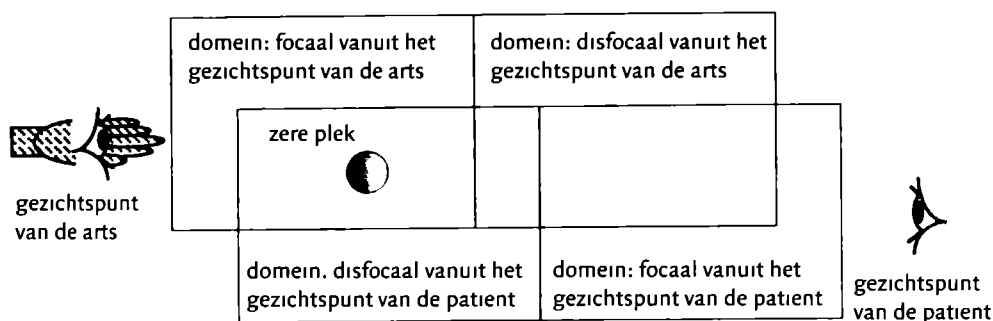 domein: focaal vanuit het
gezichtspunt van de arts
domein: disfocaal vanuit het
gezichtspunt van de arts
zere plek
gezichtspunt
van de arts
domein. disfocaal vanuit het
gezichtspunt van de patient
domein: focaal vanuit het
gezichtspunt van de patient
gezichtspunt
van de patient